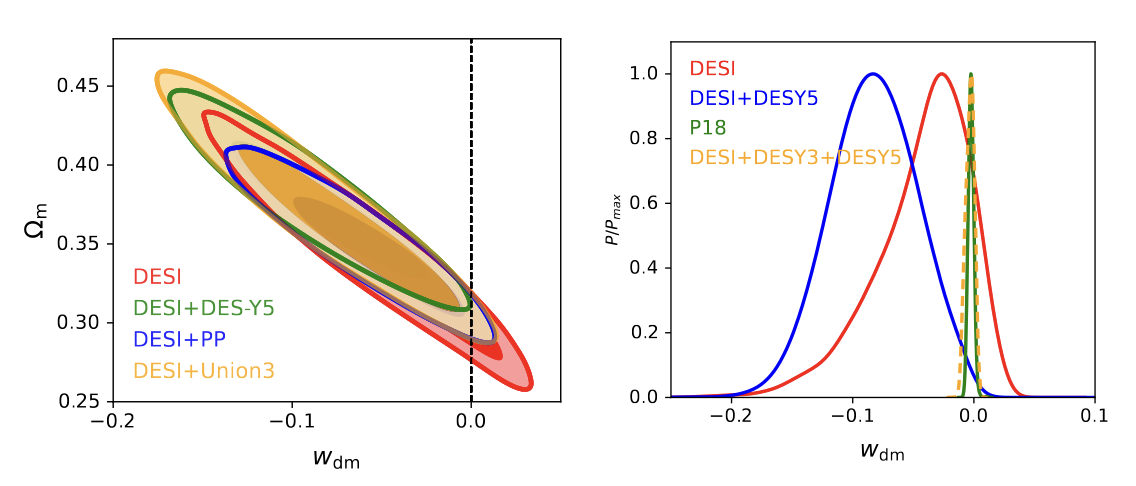 0.45
0.40
0.35
0.30
0.25
Ωm
DESI
DESI+DES-Y5
DESI+PP
DESI+Union3
−0.2
−0.1
0.0
wdm
1.0
0.8
0.6
0.4
0.2
0.0
P/Pmax
DESI
DESI+DESY5
P18
DESI+DESY3+DESY5
−0.2
−0.1
0.0
0.1
wdm